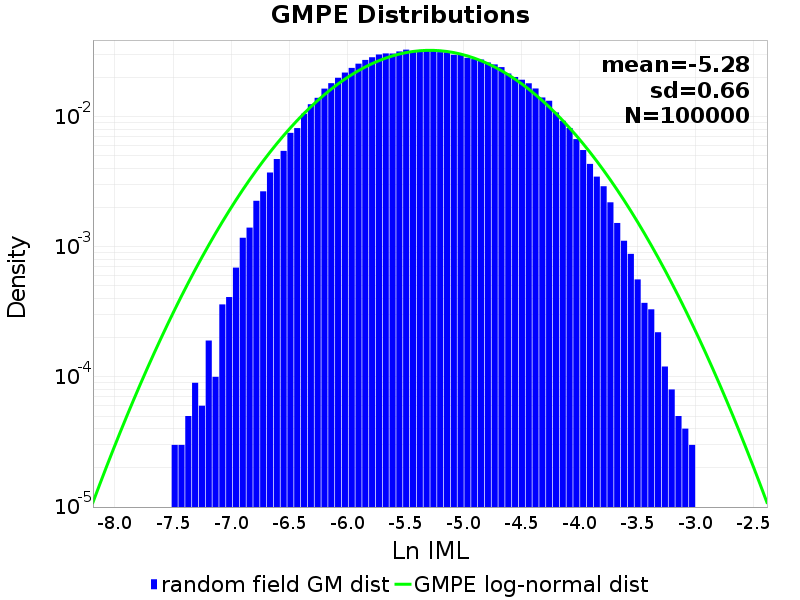 GMPE Distributions
mean=-5.28
sd=0.66
N=100000
10-2
10-3
10-4
10-5
Density
-8.0 -7.5 -7.0 -6.5 -6.0 -5.5 -5.0 -4.5 -4.0 -3.5 -3.0 -2.5
Ln IML
random field GM dist GMPE log-normal dist